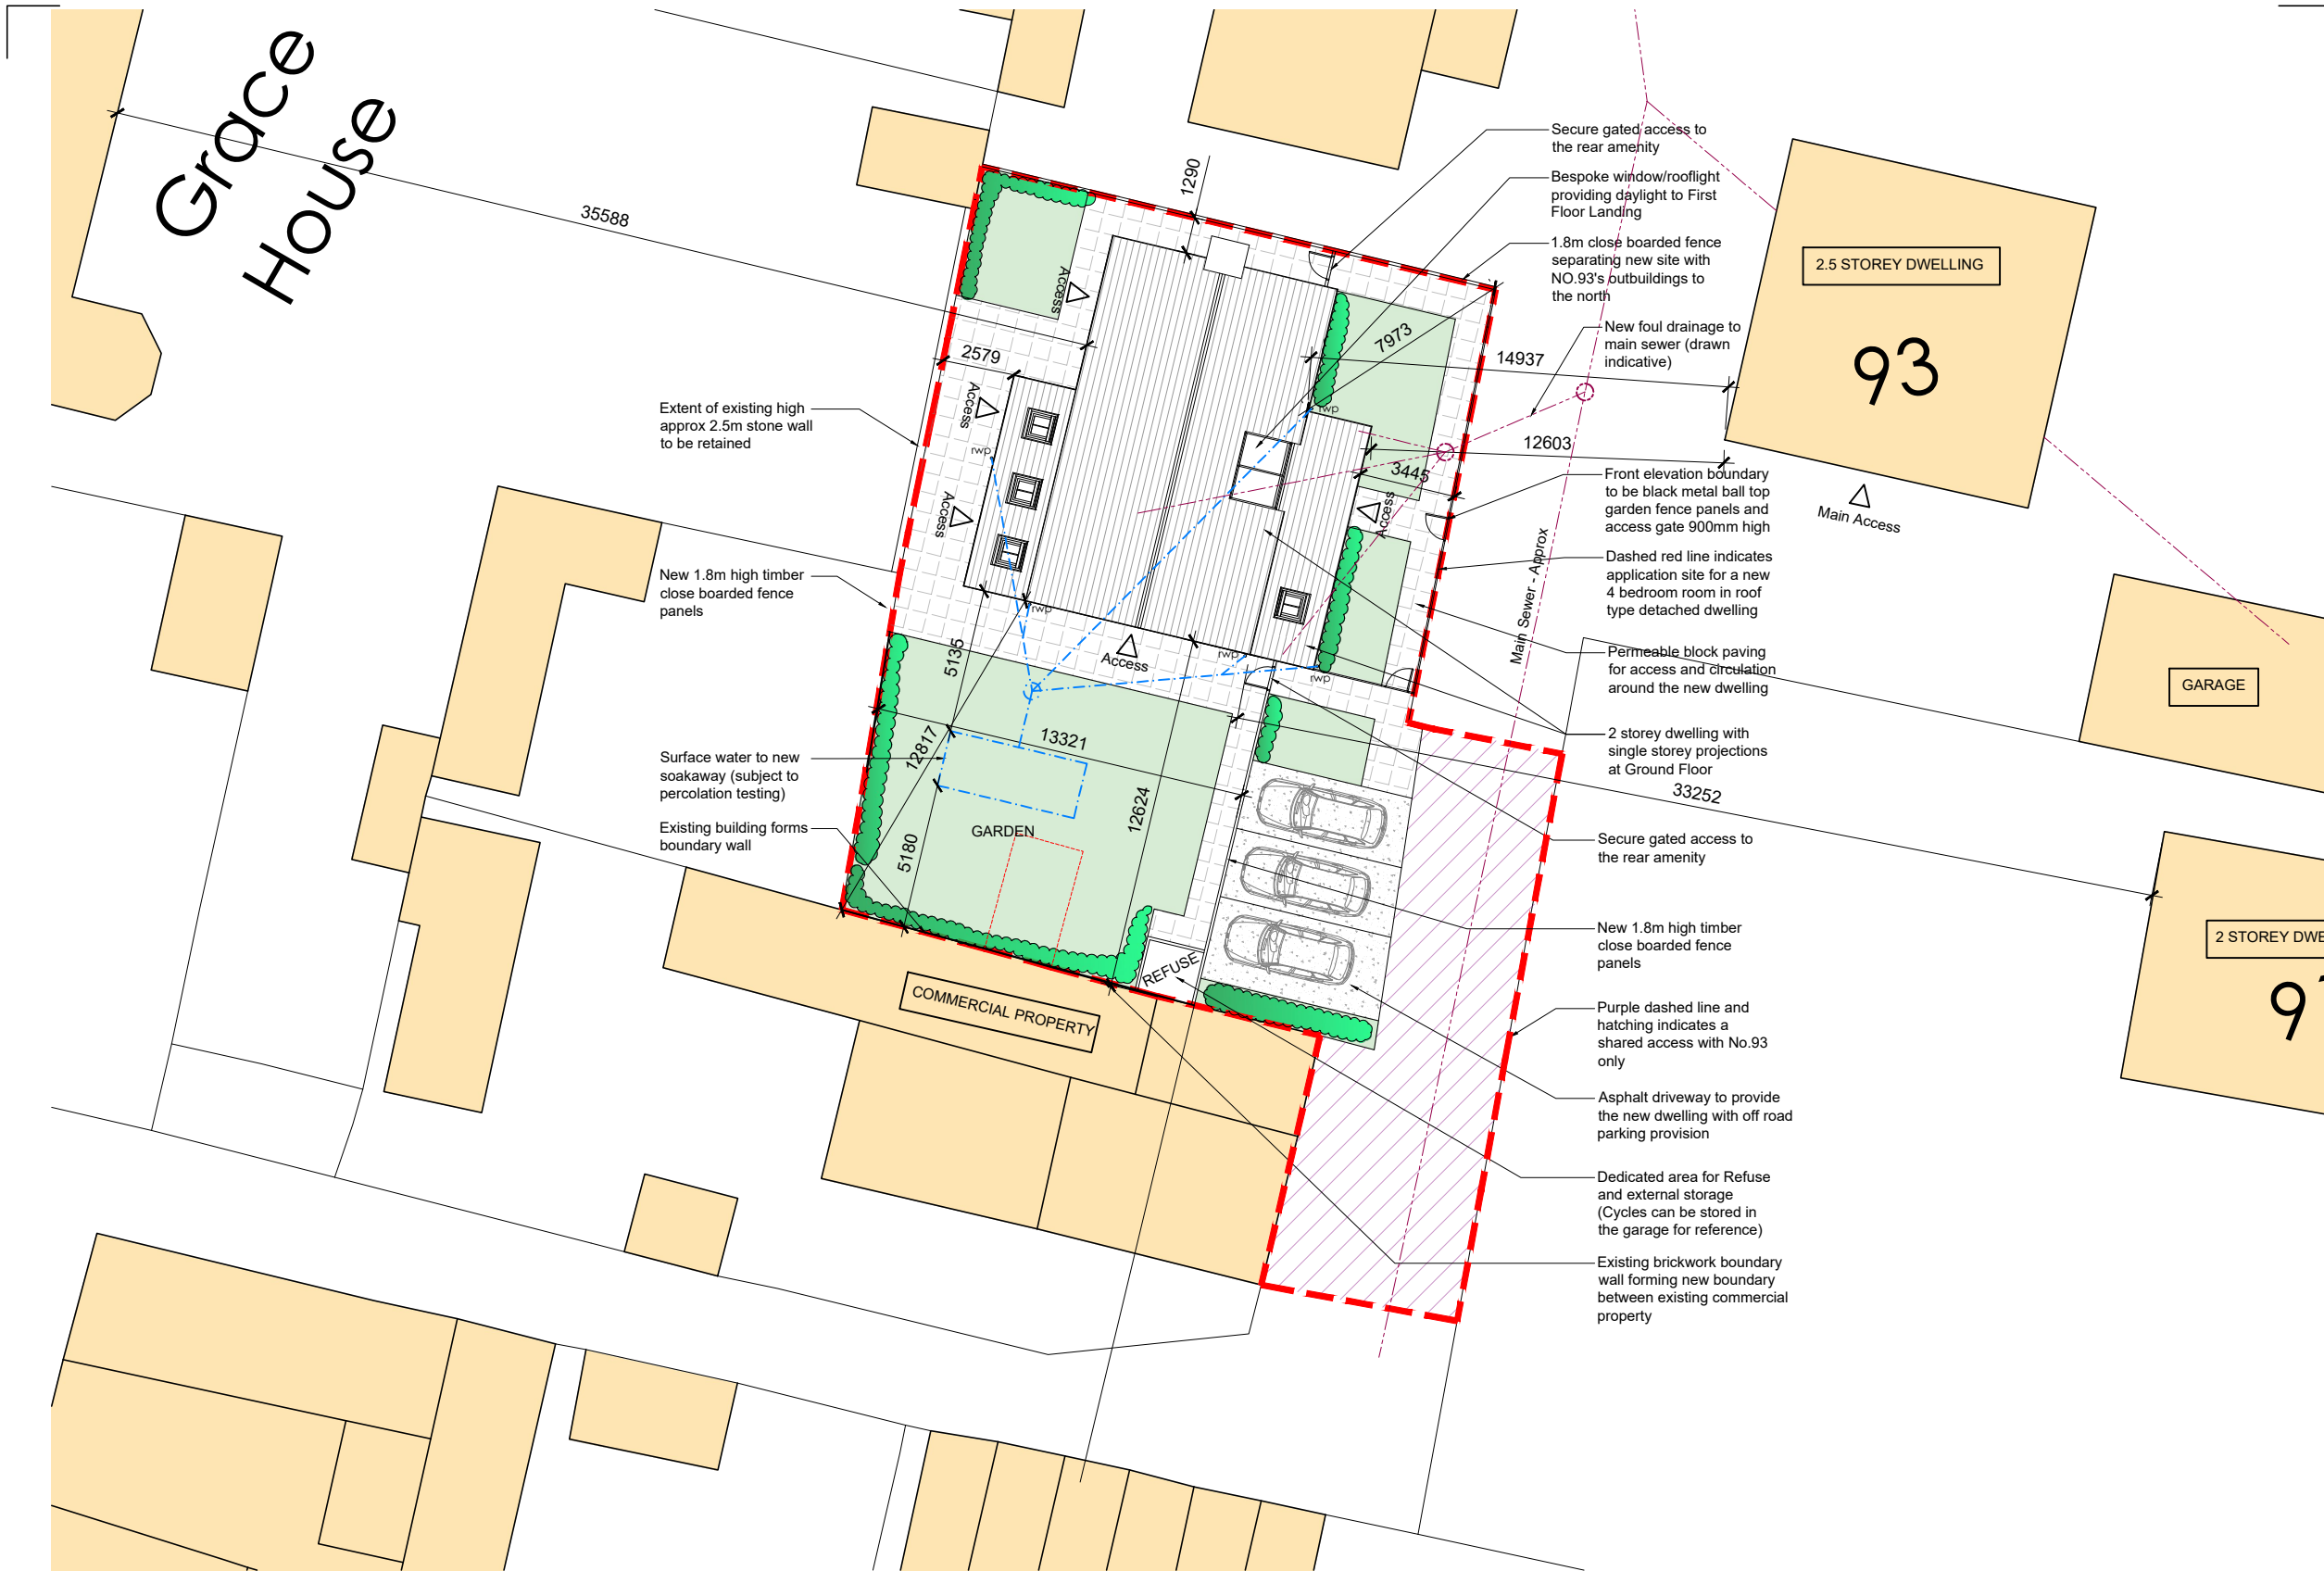 Grace
House
35588
1290
2579
7973
14937
12603
3445
5135
12817
13321
5180
12624
33252
Access
Access
Access
Access
Access
rwp
rwp
rwp
rwp
rwp
GARDEN
REFUSE
COMMERCIAL PROPERTY
Extent of existing high
approx 2.5m stone wall
to be retained
New 1.8m high timber
close boarded fence
panels
Surface water to new
soakaway (subject to
percolation testing)
Existing building forms
boundary wall
Secure gated access to
the rear amenity
Bespoke window/rooflight
providing daylight to First
Floor Landing
1.8m close boarded fence
separating new site with
NO.93's outbuildings to
the north
New foul drainage to
main sewer (drawn
indicative)
Front elevation boundary
to be black metal ball top
garden fence panels and
access gate 900mm high
Dashed red line indicates
application site for a new
4 bedroom room in roof
type detached dwelling
Permeable block paving
for access and circulation
around the new dwelling
2 storey dwelling with
single storey projections
at Ground Floor
Secure gated access to
the rear amenity
New 1.8m high timber
close boarded fence
panels
Purple dashed line and
hatching indicates a
shared access with No.93
only
Asphalt driveway to provide
the new dwelling with off road
parking provision
Dedicated area for Refuse
and external storage
(Cycles can be stored in
the garage for reference)
Existing brickwork boundary
wall forming new boundary
between existing commercial
property
Main Sewer - Approx
2.5 STOREY DWELLING
93
Main Access
GARAGE
2 STOREY DWE
9